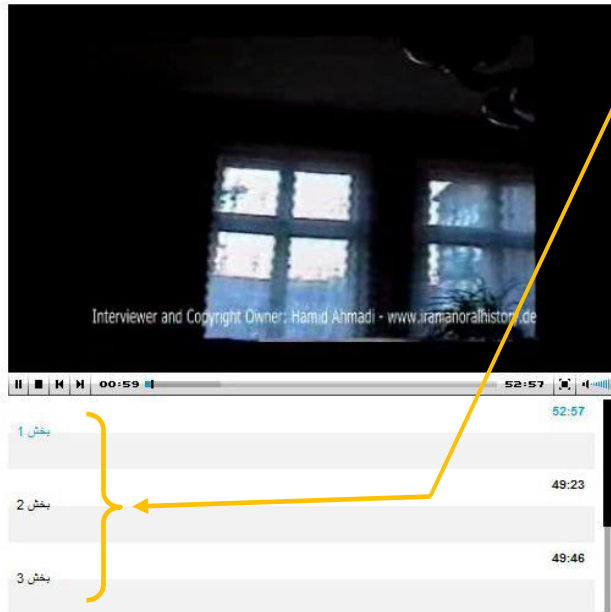 Interviewer and Copyright Owner: Hamid Ahmadi - www.iranianoralhistory.de
00:59 52:57
52:57
بخش 1
49:23
بخش 2
49:46
بخش 3